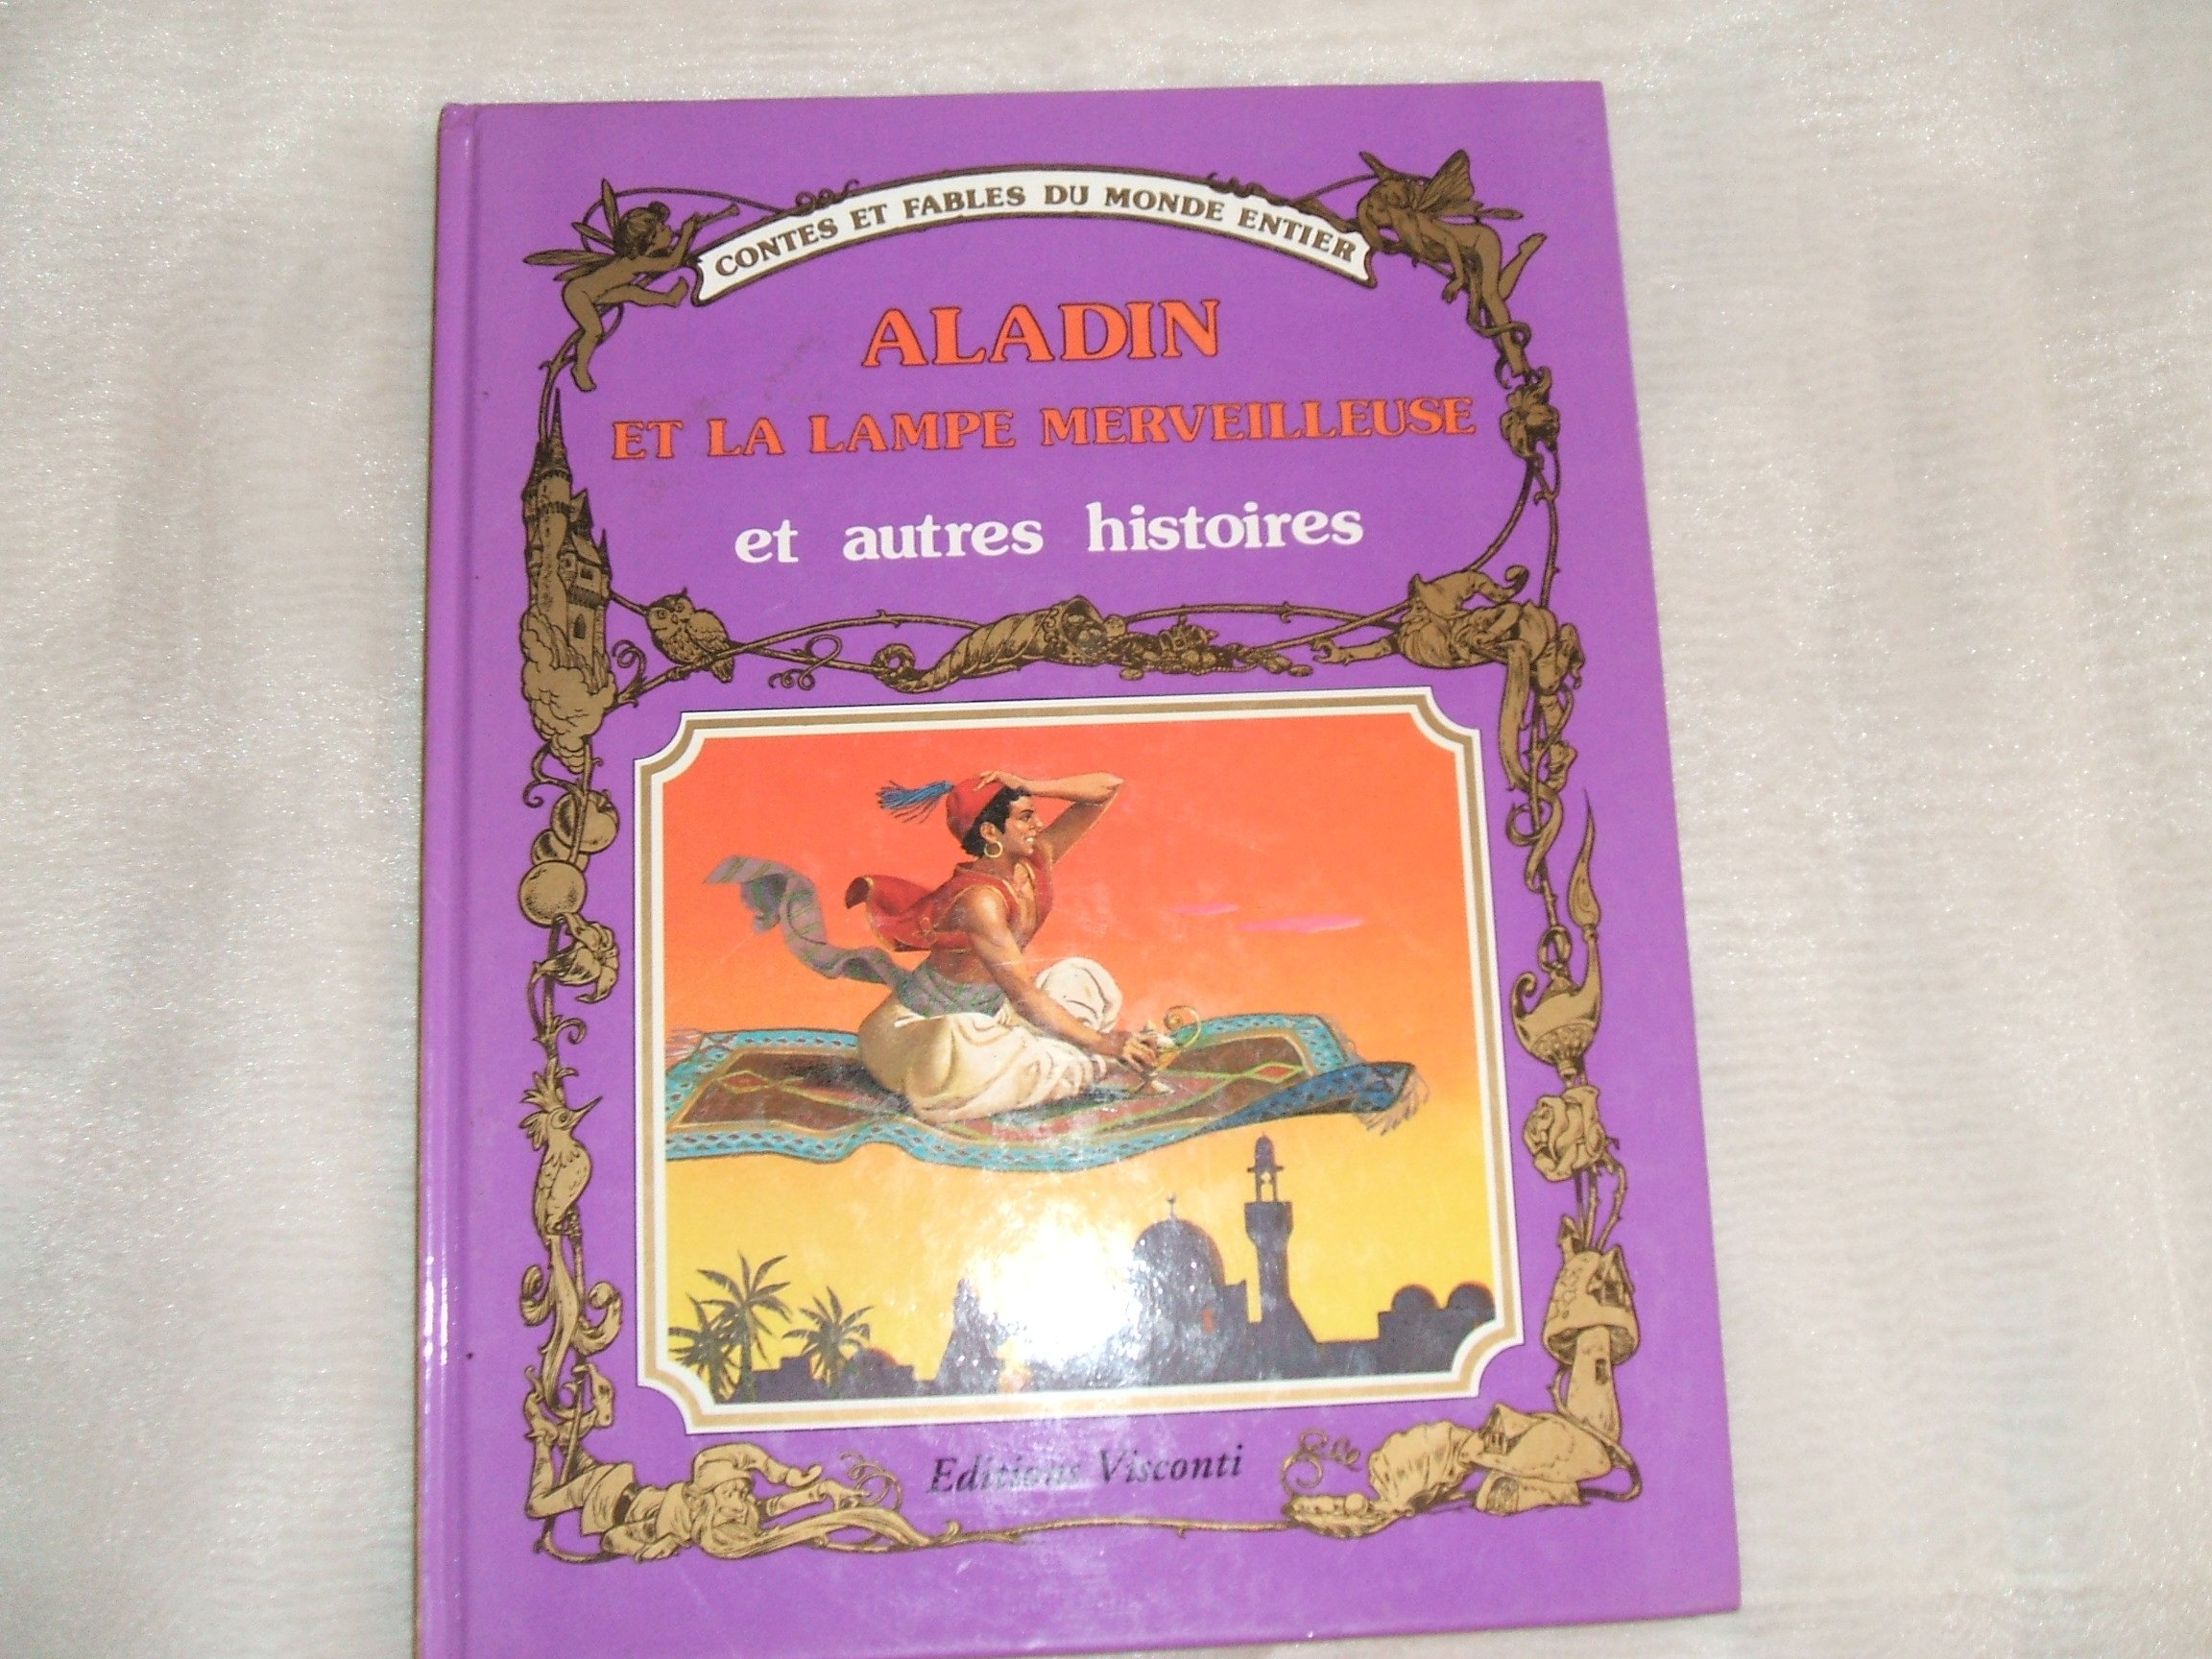 CONTES ET FABLES DU MONDE ENTIER
ALADIN
ET LA LAMPE MERVEILLEUSE
et autres histoires
Editions Visconti